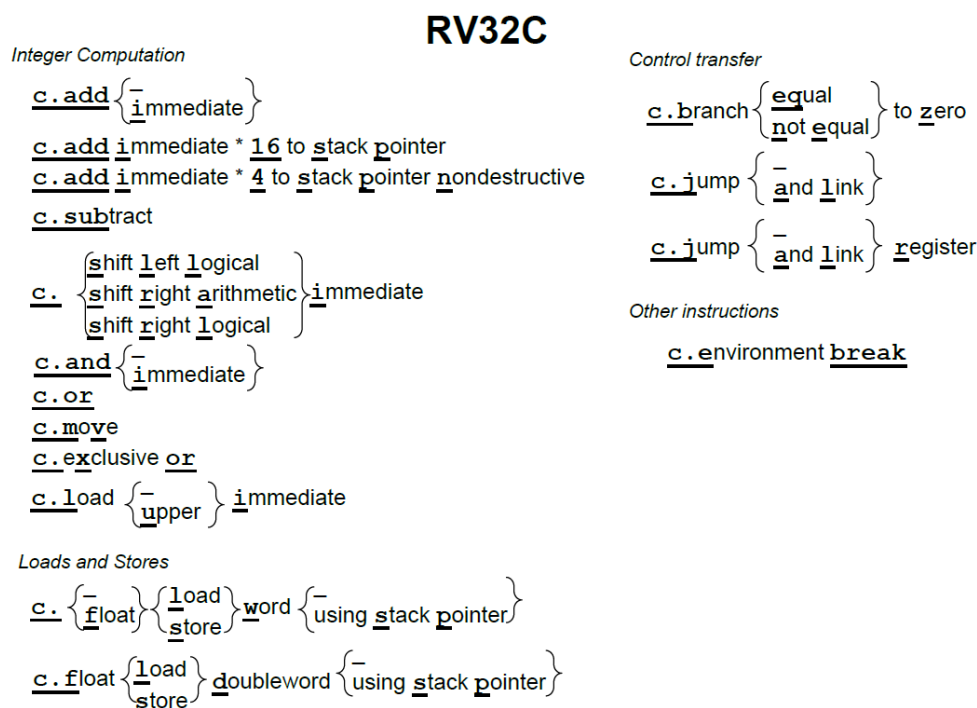 RV32C
Integer Computation
c.add { –
immediate }
c.add immediate * 16 to stack pointer
c.add immediate * 4 to stack pointer nondestructive
c.subtract
c. { shift left logical
shift right arithmetic
shift right logical } immediate
c.and { –
immediate }
c.or
c.move
c.exclusive or
c.load { –
upper } immediate
Loads and Stores
c. { –
float } { load
store } word { –
using stack pointer }
c.float { load
store } doubleword { –
using stack pointer }
Control transfer
c.branch { equal
not equal } to zero
c.jump { –
and link }
c.jump { –
and link } register
Other instructions
c.environment break